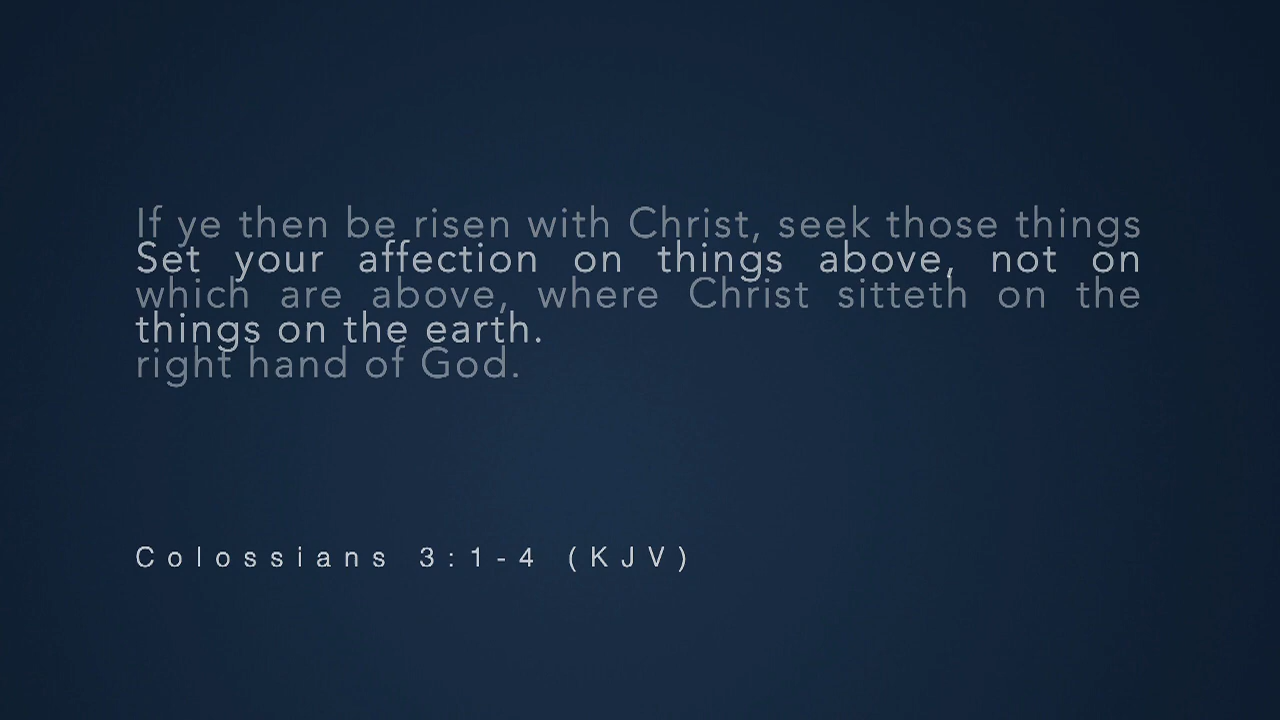 If ye then be risen with Christ, seek those things
Set your affection on things above, not on
which are above, where Christ sitteth on the
things on the earth.
right hand of God.
Colossians 3:1-4 (KJV)